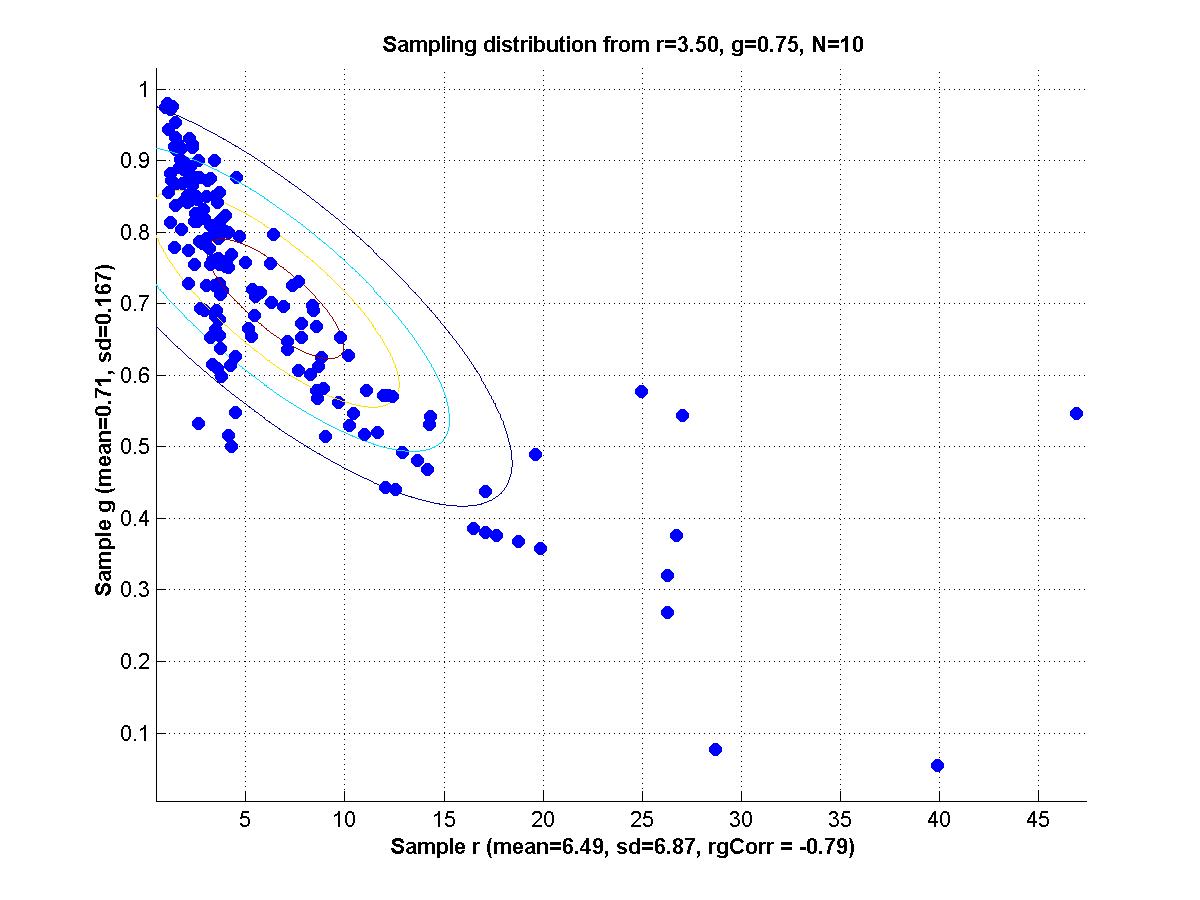 Sampling distribution from r=3.50, g=0.75, N=10
1
0.9
0.8
0.7
0.6
0.5
0.4
0.3
0.2
0.1
Sample g (mean=0.71, sd=0.167)
5 10 15 20 25 30 35 40 45
Sample r (mean=6.49, sd=6.87, rgCorr = -0.79)